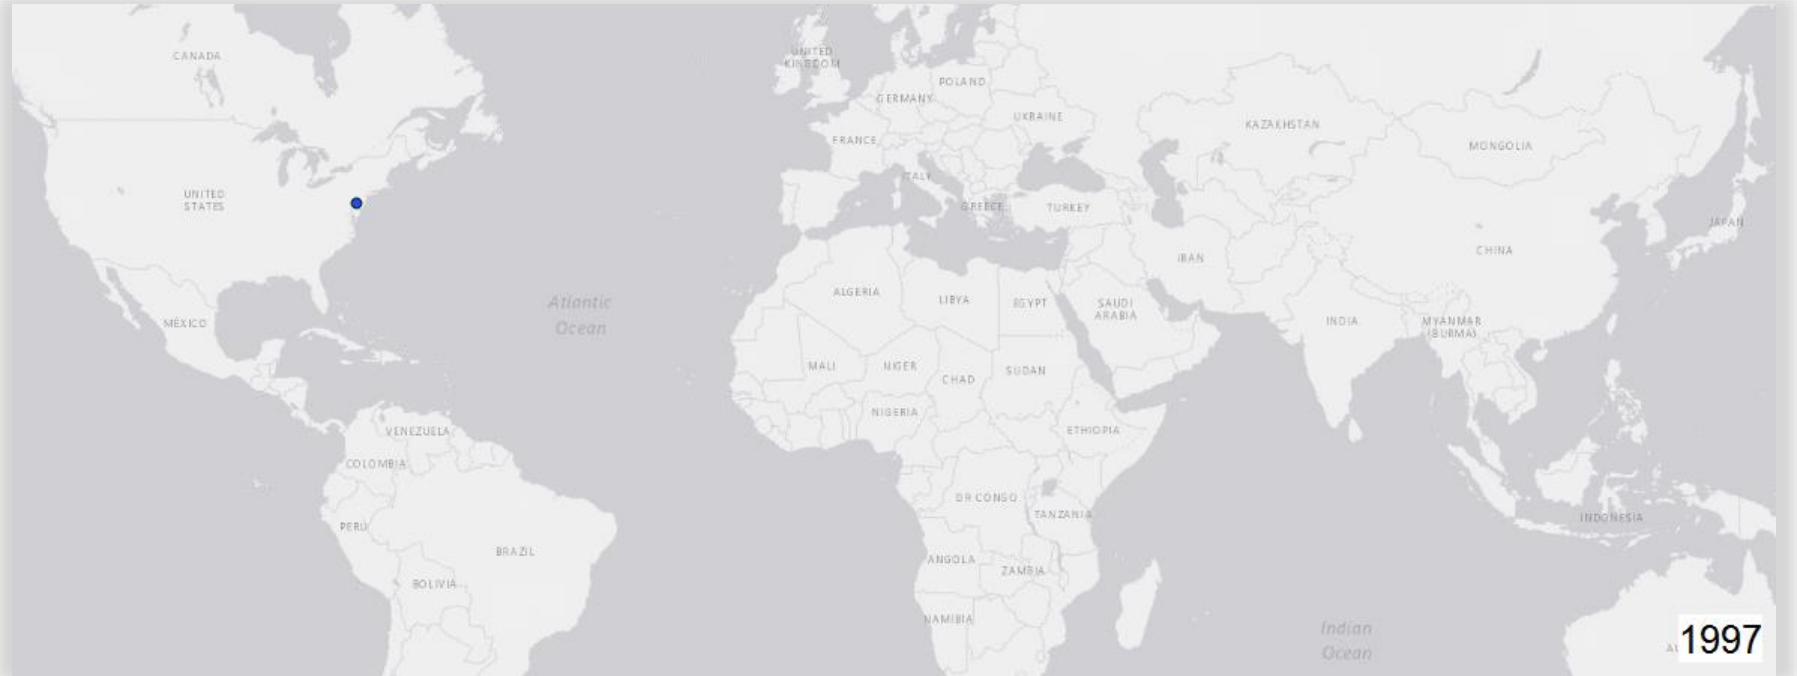 CANADA
UNITED
KINGDOM
POLAND
GERMANY
UKRAINE
FRANCE
KAZAKHSTAN
MONGOLIA
ITALY
UNITED
STATES
GREECE
TURKEY
JAPAN
CHINA
IRAN
ALGERIA
LIBYA
EGYPT
SAUDI
ARABIA
Atlantic
Ocean
MÉXICO
INDIA
MYANMAR
(BURMA)
MALI
NIGER
CHAD
SUDAN
NIGERIA
ETHIOPIA
VENEZUELA
COLOMBIA
DR CONGO
TANZANIA
INDONESIA
PERU
BRAZIL
ANGOLA
ZAMBIA
BOLIVIA
NAMIBIA
Indian
Ocean
1997